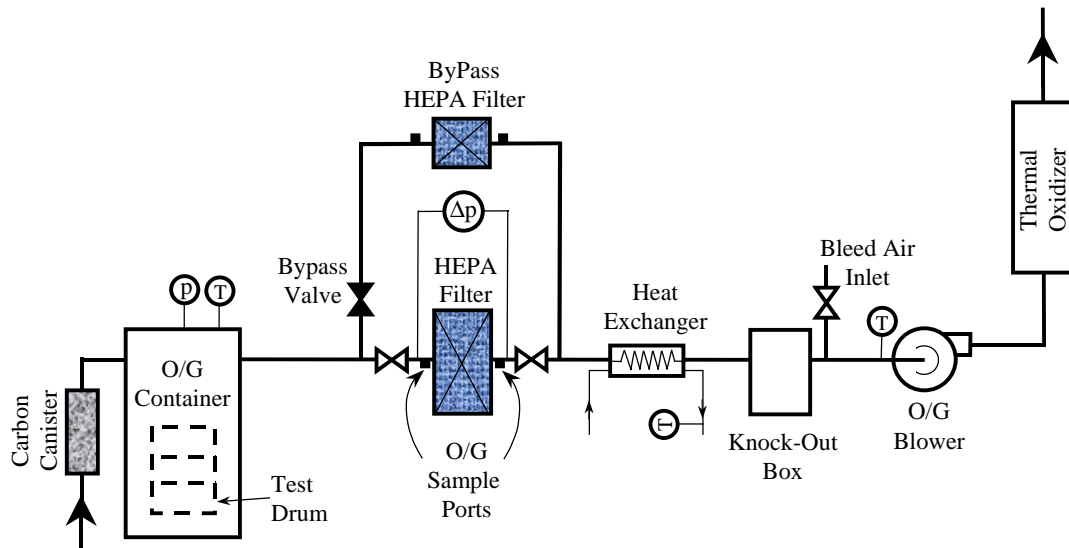 ByPass
HEPA Filter
Δp
Bypass
Valve
HEPA
Filter
p
T
O/G
Container
Carbon
Canister
Test
Drum
O/G
Sample
Ports
Heat
Exchanger
T
Knock-Out
Box
Bleed Air
Inlet
T
O/G
Blower
Thermal
Oxidizer